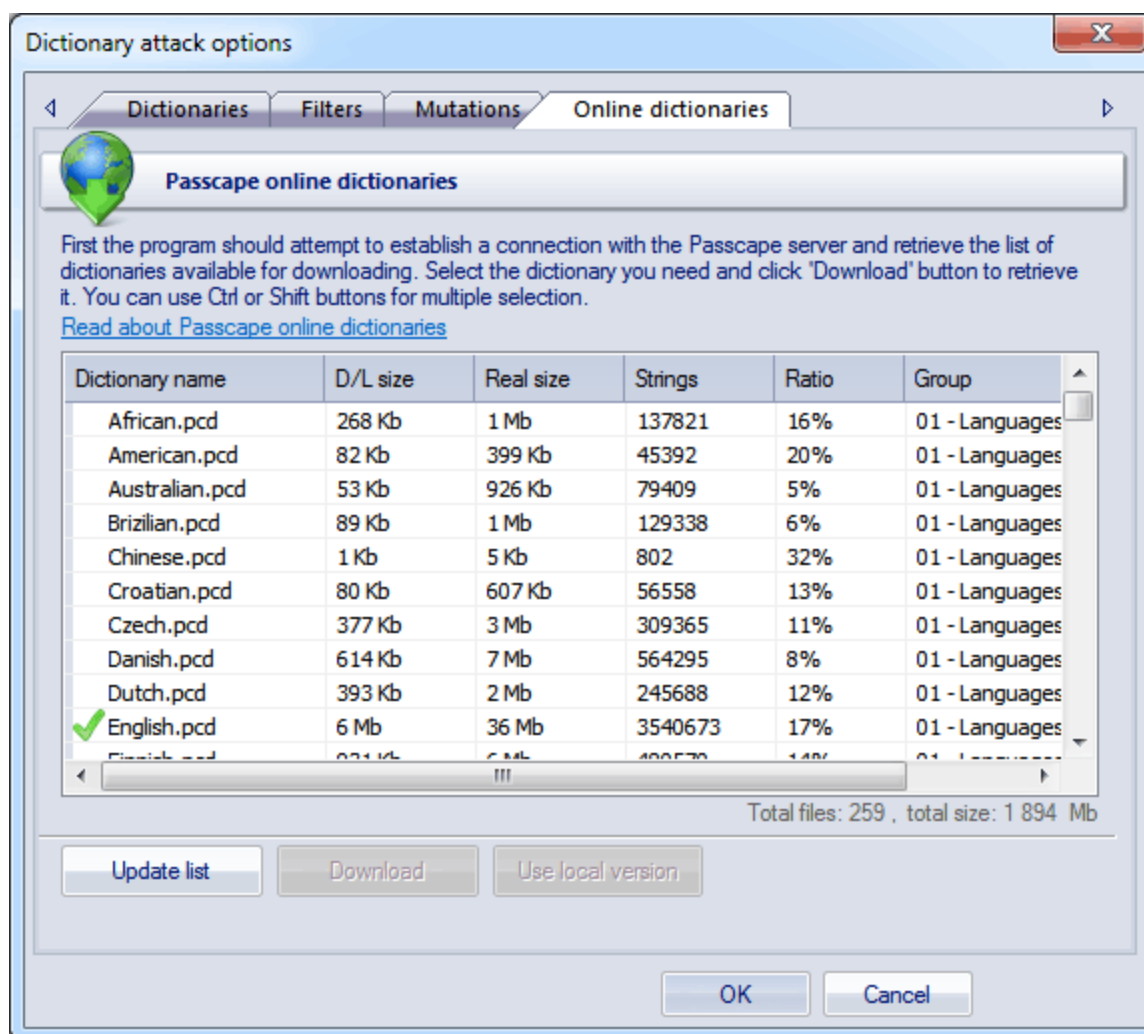 Dictionary attack options
Dictionaries Filters Mutations Online dictionaries
Passcape online dictionaries
First the program should attempt to establish a connection with the Passcape server and retrieve the list of
dictionaries available for downloading. Select the dictionary you need and click 'Download' button to retrieve
it. You can use Ctrl or Shift buttons for multiple selection.
Read about Passcape online dictionaries
Dictionary name D/L size Real size Strings Ratio Group
African.pcd 268 Kb 1 Mb 137821 16% 01 - Languages
American.pcd 82 Kb 399 Kb 45392 20% 01 - Languages
Australian.pcd 53 Kb 926 Kb 79409 5% 01 - Languages
Brizilian.pcd 89 Kb 1 Mb 129338 6% 01 - Languages
Chinese.pcd 1 Kb 5 Kb 802 32% 01 - Languages
Croatian.pcd 80 Kb 607 Kb 56558 13% 01 - Languages
Czech.pcd 377 Kb 3 Mb 309365 11% 01 - Languages
Danish.pcd 614 Kb 7 Mb 564295 8% 01 - Languages
Dutch.pcd 393 Kb 2 Mb 245688 12% 01 - Languages
English.pcd 6 Mb 36 Mb 3540673 17% 01 - Languages
Total files: 259 , total size: 1 894 Mb
Update list Download Use local version
OK Cancel